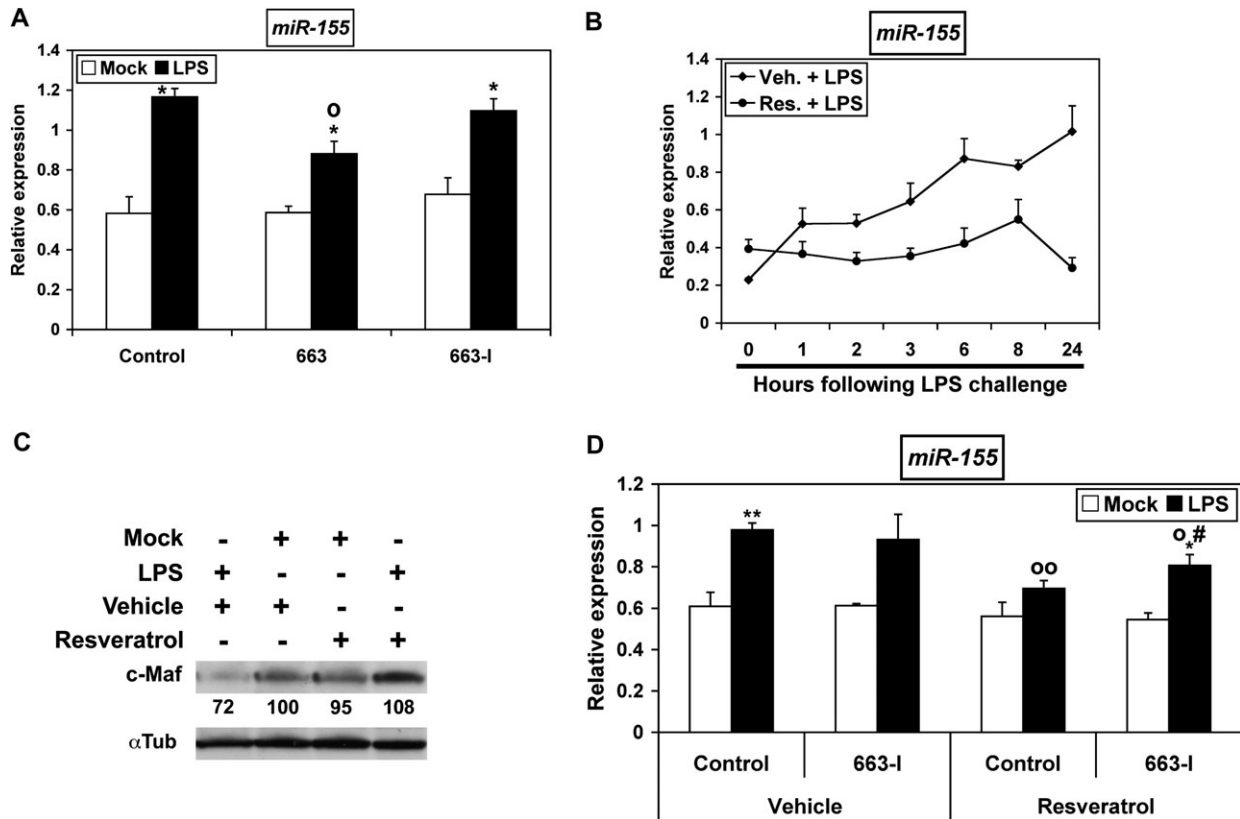 A
miR-155
Relative expression
1.4
1.2
1
0.8
0.6
0.4
0.2
0
Mock LPS
*
o
*
*
Control 663 663-I
B
miR-155
Relative expression
1.4
1.2
1
0.8
0.6
0.4
0.2
0
Veh. + LPS
Res. + LPS
0 1 2 3 6 8 24
Hours following LPS challenge
C
Mock - + + -
LPS + - - +
Vehicle + + - -
Resveratrol - - + +
c-Maf
72 100 95 108
αTub
D
miR-155
Relative expression
1.2
1
0.8
0.6
0.4
0.2
0
Mock LPS
**
oo
o #
*
Control 663-I Control 663-I
Vehicle Resveratrol